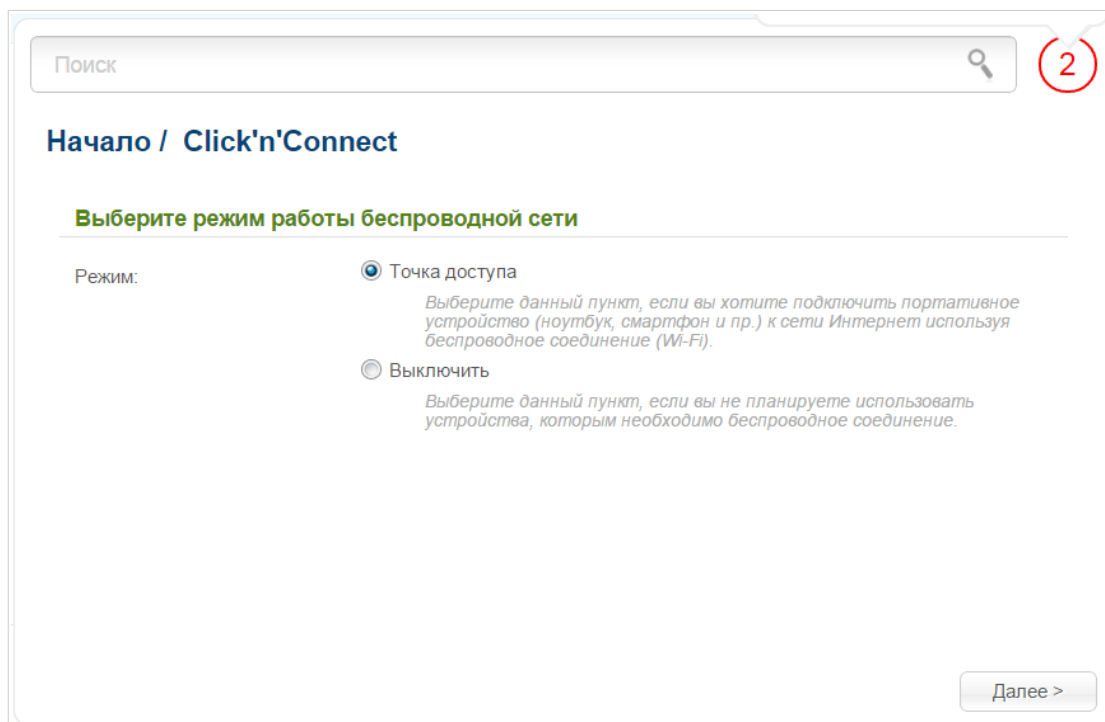 Поиск
2
Начало / Click'n'Connect
Выберите режим работы беспроводной сети
Режим:
Точка доступа
Выберите данный пункт, если вы хотите подключить портативное
устройство (ноутбук, смартфон и пр.) к сети Интернет используя
беспроводное соединение (Wi-Fi).
Выключить
Выберите данный пункт, если вы не планируете использовать
устройства, которым необходимо беспроводное соединение.
Далее >